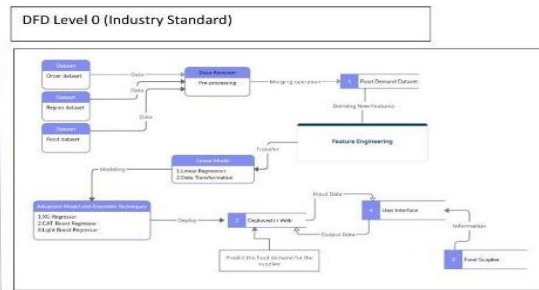 DFD Level 0 (Industry Standard)
Dataset
Order dataset
Data
Data Revision
Pre-processing
Merging operation
1
Food Demand Dataset
Dataset
Region dataset
Data
Dataset
Food dataset
Data
Deriving New Features
Feature Engineering
Transfer
Linear Model
1.Linear Regression
2.Data Transformation
Modeling
Advanced Model and Ensemble Techniques
1.XG Regressor
2.CAT Boost Regressor
3.Light Boost Regressor
Deploy
Deployed in Web
Input Data
4
User Interface
Output Data
Information
Food Supplier
Predict the food demand for the
supplier